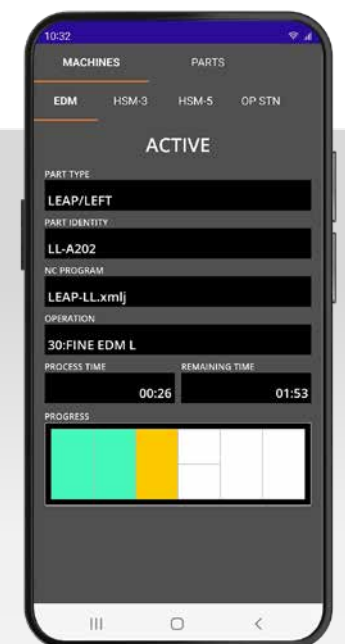 10:32
MACHINES PARTS
EDM HSM-3 HSM-5 OP STN
ACTIVE
PART TYPE
LEAP/LEFT
PART IDENTITY
LL-A202
NC PROGRAM
LEAP-LL.xmlj
OPERATION
30:FINE EDM L
PROCESS TIME REMAINING TIME
00:26 01:53
PROGRESS